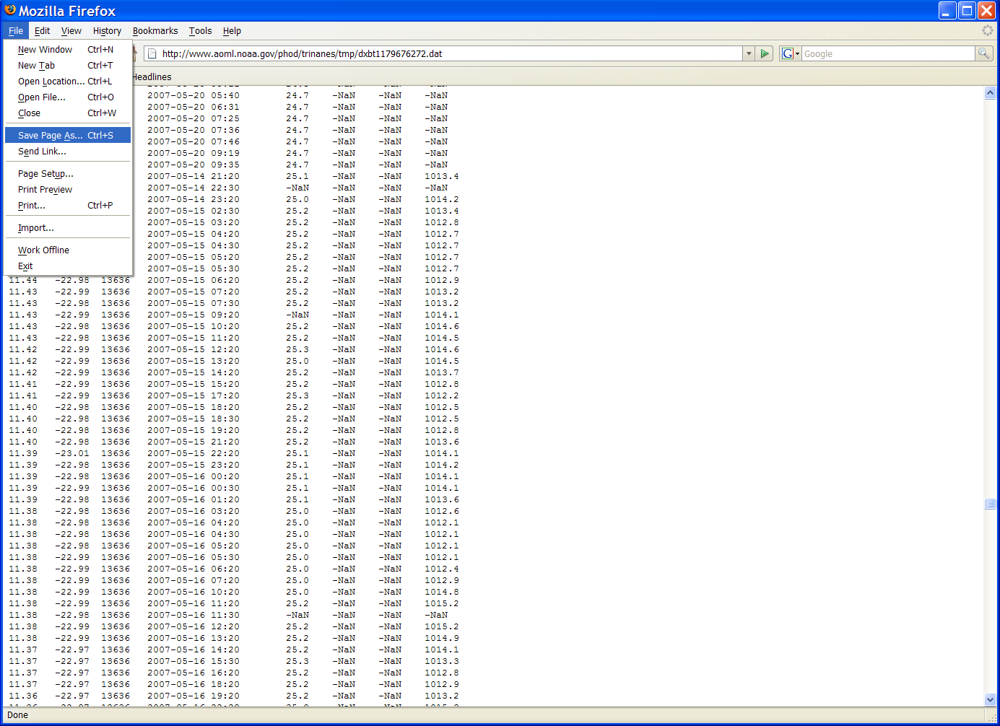 Mozilla Firefox
File Edit View History Bookmarks Tools Help
New Window Ctrl+N
New Tab Ctrl+T
Open Location... Ctrl+L
Open File... Ctrl+O
Close Ctrl+W
Save Page As... Ctrl+S
Send Link...
Page Setup...
Print Preview
Print... Ctrl+P
Import...
Work Offline
Exit
http://www.aoml.noaa.gov/phod/trinanes/tmp/dxbt1179676272.dat
G Google
Headlines
2007-05-20 05:40 24.7 -NaN -NaN -NaN
2007-05-20 06:31 24.7 -NaN -NaN -NaN
2007-05-20 07:25 24.7 -NaN -NaN -NaN
2007-05-20 07:36 24.7 -NaN -NaN -NaN
2007-05-20 07:46 24.7 -NaN -NaN -NaN
2007-05-20 09:19 24.7 -NaN -NaN -NaN
2007-05-20 09:35 24.7 -NaN -NaN -NaN
2007-05-14 21:20 25.1 -NaN -NaN 1013.4
2007-05-14 22:30 -NaN -NaN -NaN -NaN
2007-05-14 23:20 25.0 -NaN -NaN 1014.2
2007-05-15 02:30 25.2 -NaN -NaN 1013.4
2007-05-15 03:20 25.2 -NaN -NaN 1012.8
2007-05-15 04:20 25.2 -NaN -NaN 1012.7
2007-05-15 04:30 25.2 -NaN -NaN 1012.7
2007-05-15 05:20 25.2 -NaN -NaN 1012.7
2007-05-15 05:30 25.2 -NaN -NaN 1012.7
11.44 -22.98 13636 2007-05-15 06:20 25.2 -NaN -NaN 1012.9
11.43 -22.99 13636 2007-05-15 07:20 25.2 -NaN -NaN 1013.2
11.43 -22.98 13636 2007-05-15 07:30 25.2 -NaN -NaN 1013.2
11.43 -22.99 13636 2007-05-15 09:20 -NaN -NaN -NaN 1014.1
11.43 -22.98 13636 2007-05-15 10:20 25.2 -NaN -NaN 1014.6
11.43 -22.98 13636 2007-05-15 11:20 25.2 -NaN -NaN 1014.5
11.42 -22.99 13636 2007-05-15 12:20 25.3 -NaN -NaN 1014.6
11.42 -22.99 13636 2007-05-15 13:20 25.0 -NaN -NaN 1014.5
11.42 -22.99 13636 2007-05-15 14:20 25.2 -NaN -NaN 1013.7
11.41 -22.99 13636 2007-05-15 15:20 25.2 -NaN -NaN 1012.8
11.41 -22.99 13636 2007-05-15 17:20 25.3 -NaN -NaN 1012.2
11.40 -22.98 13636 2007-05-15 18:20 25.2 -NaN -NaN 1012.5
11.40 -22.98 13636 2007-05-15 18:30 25.2 -NaN -NaN 1012.5
11.40 -22.98 13636 2007-05-15 19:20 25.2 -NaN -NaN 1012.8
11.40 -22.98 13636 2007-05-15 21:20 25.2 -NaN -NaN 1013.6
11.39 -23.01 13636 2007-05-15 22:20 25.1 -NaN -NaN 1014.1
11.39 -22.98 13636 2007-05-15 23:20 25.1 -NaN -NaN 1014.2
11.39 -22.98 13636 2007-05-16 00:20 25.1 -NaN -NaN 1014.1
11.39 -22.99 13636 2007-05-16 00:30 25.1 -NaN -NaN 1014.1
11.39 -22.98 13636 2007-05-16 01:20 25.1 -NaN -NaN 1013.6
11.38 -22.98 13636 2007-05-16 03:20 25.0 -NaN -NaN 1012.6
11.38 -22.98 13636 2007-05-16 04:20 25.0 -NaN -NaN 1012.1
11.38 -22.98 13636 2007-05-16 04:30 25.0 -NaN -NaN 1012.1
11.38 -22.98 13636 2007-05-16 05:20 25.0 -NaN -NaN 1012.1
11.38 -22.99 13636 2007-05-16 05:30 25.0 -NaN -NaN 1012.1
11.38 -22.99 13636 2007-05-16 06:20 25.0 -NaN -NaN 1012.4
11.38 -22.99 13636 2007-05-16 07:20 25.0 -NaN -NaN 1012.9
11.38 -22.99 13636 2007-05-16 10:20 25.0 -NaN -NaN 1014.8
11.38 -22.99 13636 2007-05-16 11:20 25.2 -NaN -NaN 1015.2
11.38 -22.98 13636 2007-05-16 11:30 -NaN -NaN -NaN -NaN
11.38 -22.99 13636 2007-05-16 12:20 25.2 -NaN -NaN 1015.2
11.38 -22.99 13636 2007-05-16 13:20 25.2 -NaN -NaN 1014.9
11.37 -22.97 13636 2007-05-16 14:20 25.2 -NaN -NaN 1014.1
11.37 -22.97 13636 2007-05-16 15:30 25.3 -NaN -NaN 1013.3
11.37 -22.97 13636 2007-05-16 16:20 25.2 -NaN -NaN 1012.8
11.37 -22.97 13636 2007-05-16 18:20 25.2 -NaN -NaN 1012.9
11.36 -22.97 13636 2007-05-16 19:20 25.2 -NaN -NaN 1013.2
Done